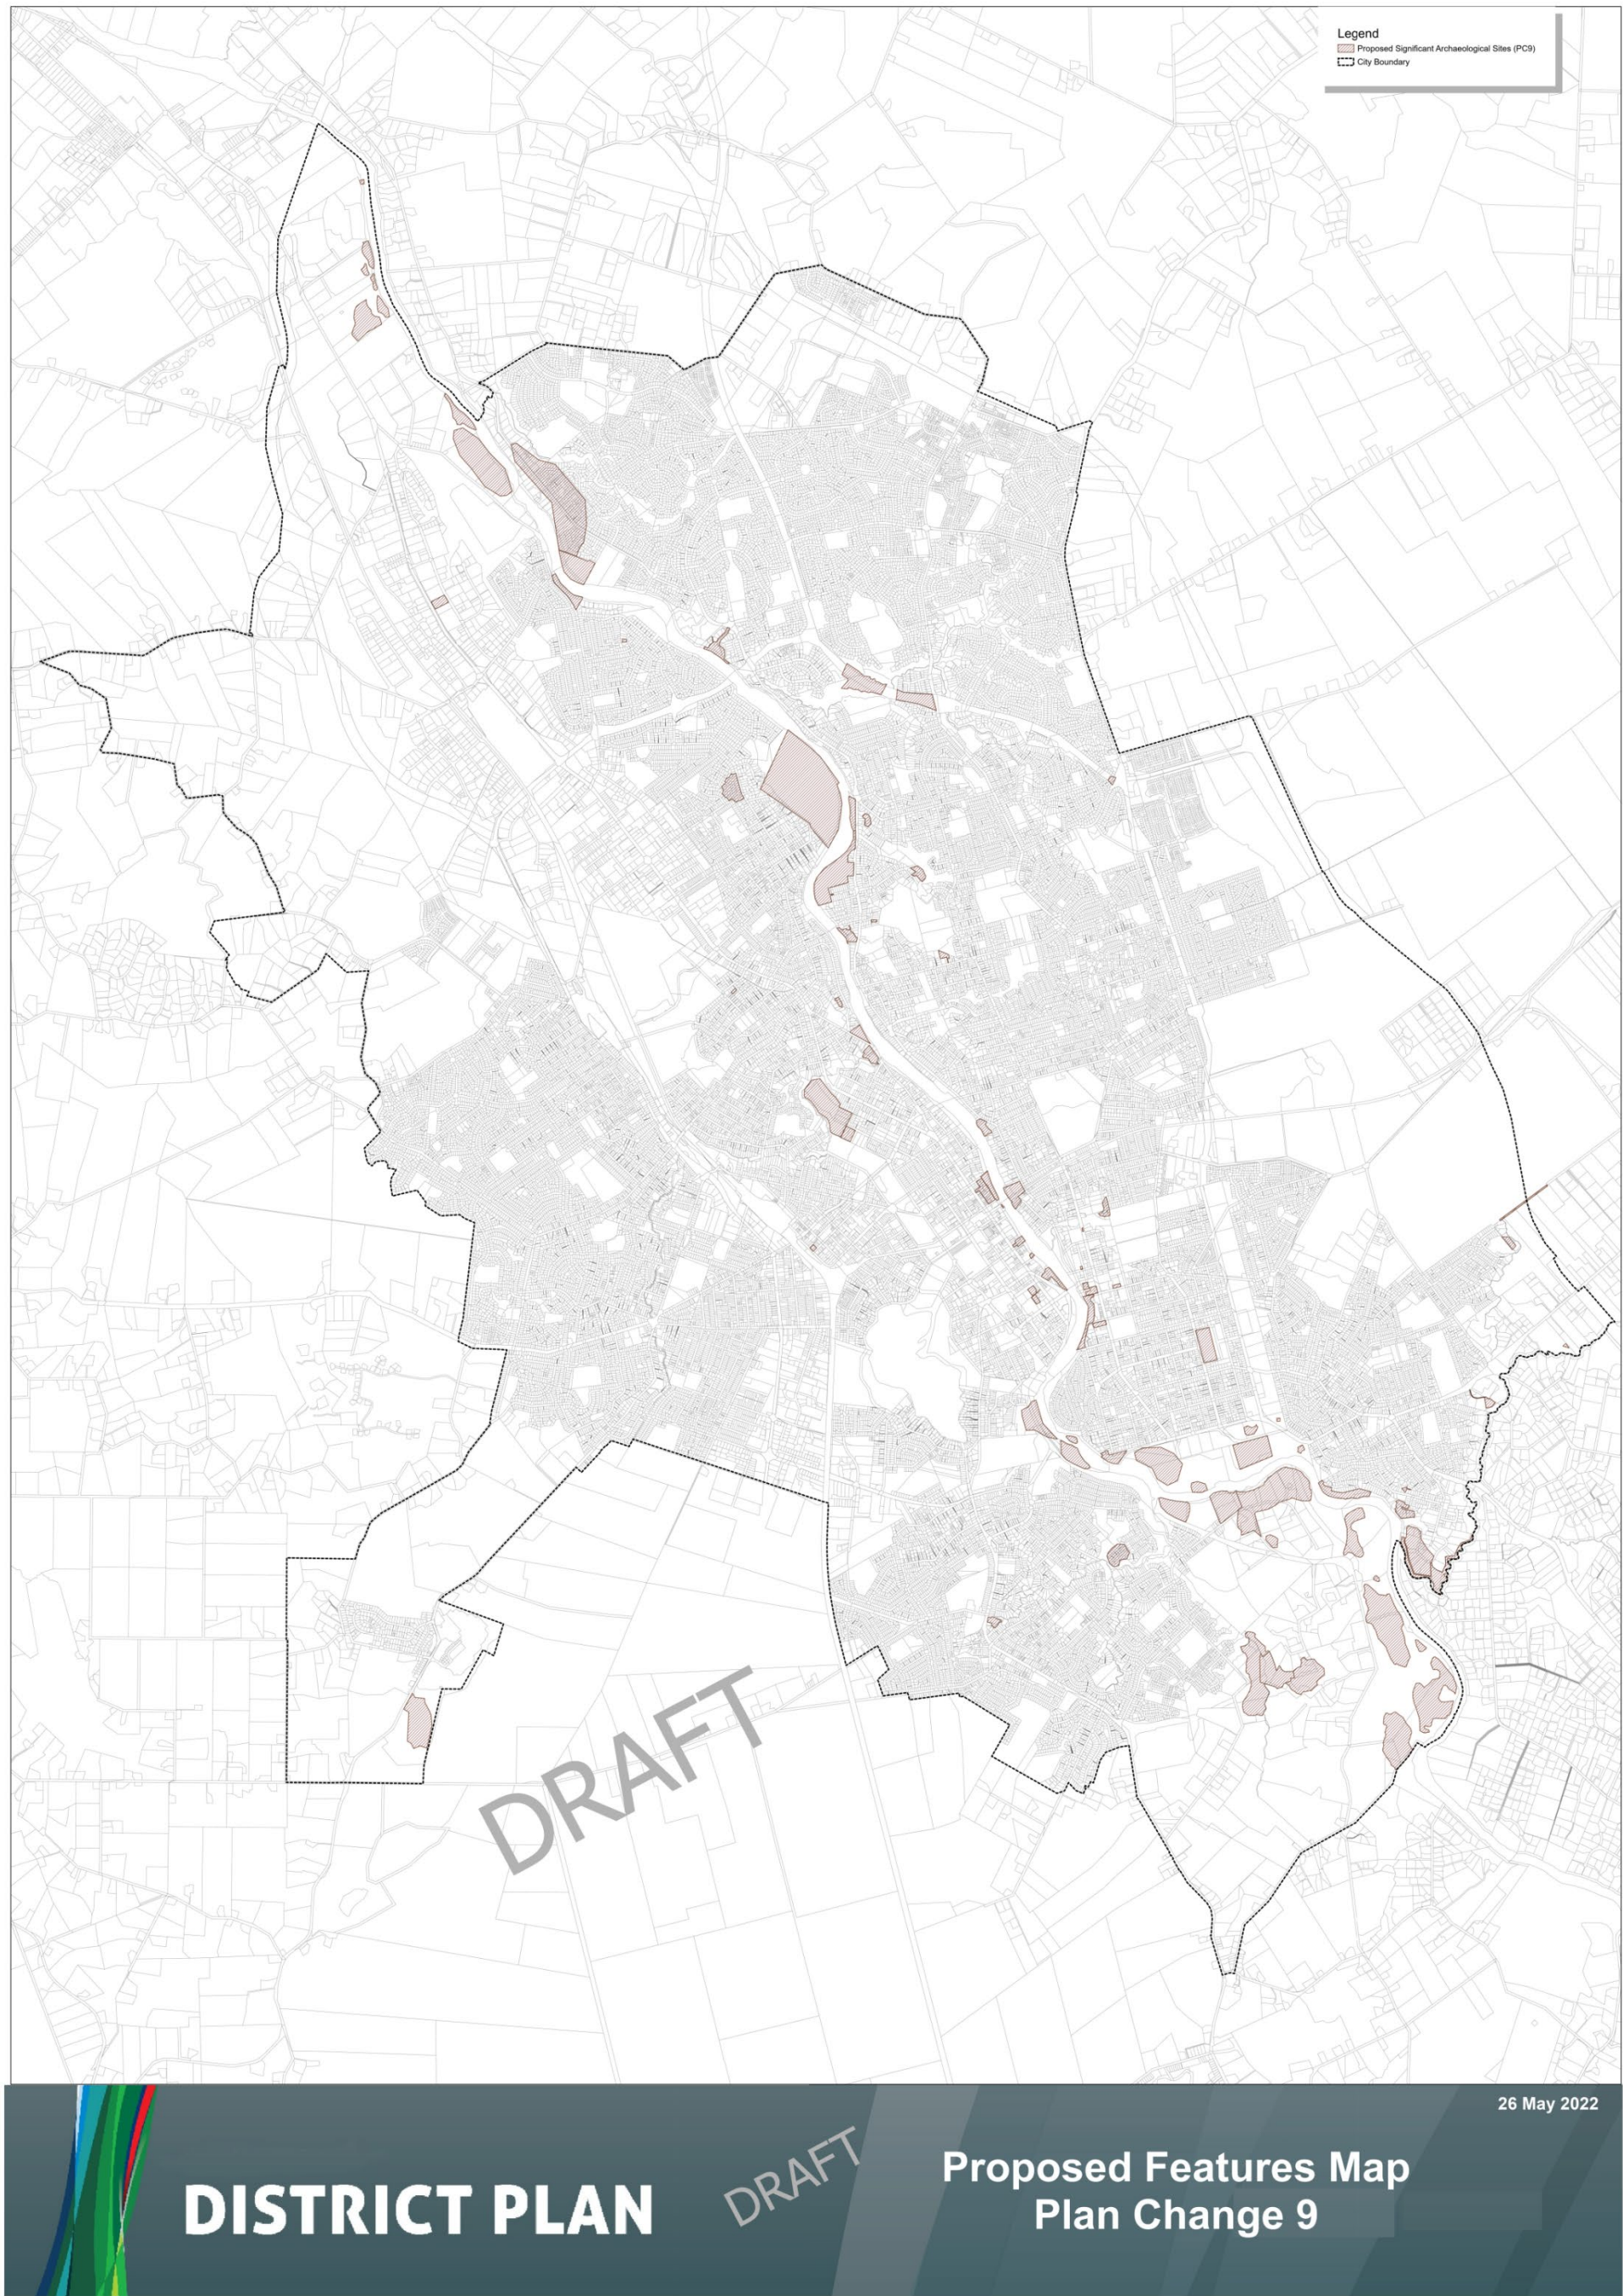 Legend
Proposed Significant Archaeological Sites (PC9)
City Boundary
DRAFT
26 May 2022
DISTRICT PLAN
DRAFT
Proposed Features Map
Plan Change 9